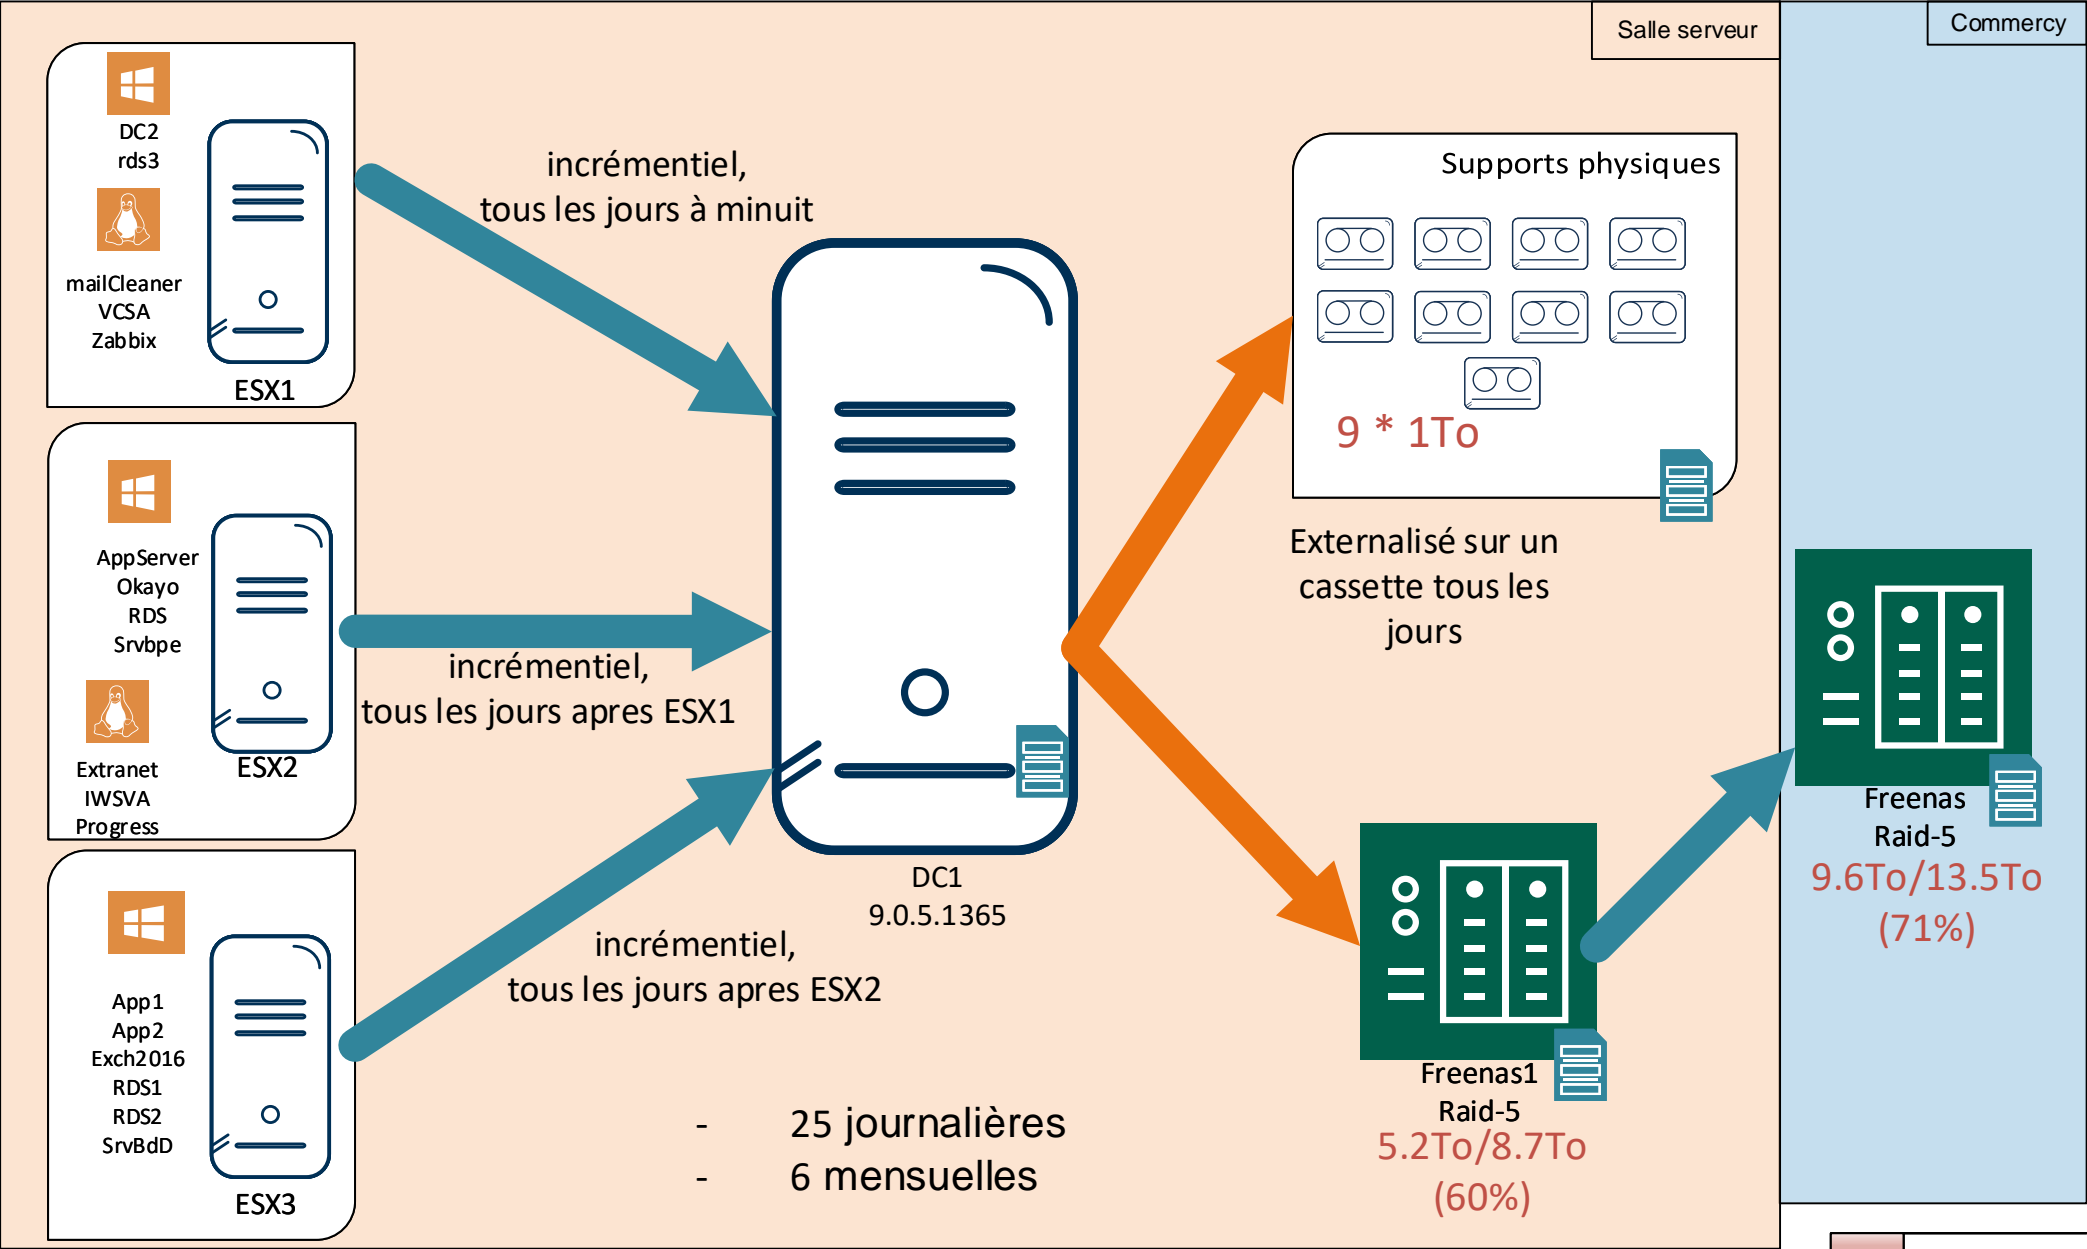 Salle serveur
Commercy
DC2
rds3
mailCleaner
VCSA
Zabbix
ESX1
incrémentiel,
tous les jours à minuit
Supports physiques
9 * 1To
Externalisé sur un
cassette tous les
jours
AppServer
Okayo
RDS
Srvbpe
Extranet
IWSVA
Progress
ESX2
incrémentiel,
tous les jours apres ESX1
DC1
9.0.5.1365
Freenas
Raid-5
9.6To/13.5To
(71%)
App1
App2
Exch2016
RDS1
RDS2
SrvBdD
ESX3
incrémentiel,
tous les jours apres ESX2
- 25 journalières
- 6 mensuelles
Freenas1
Raid-5
5.2To/8.7To
(60%)